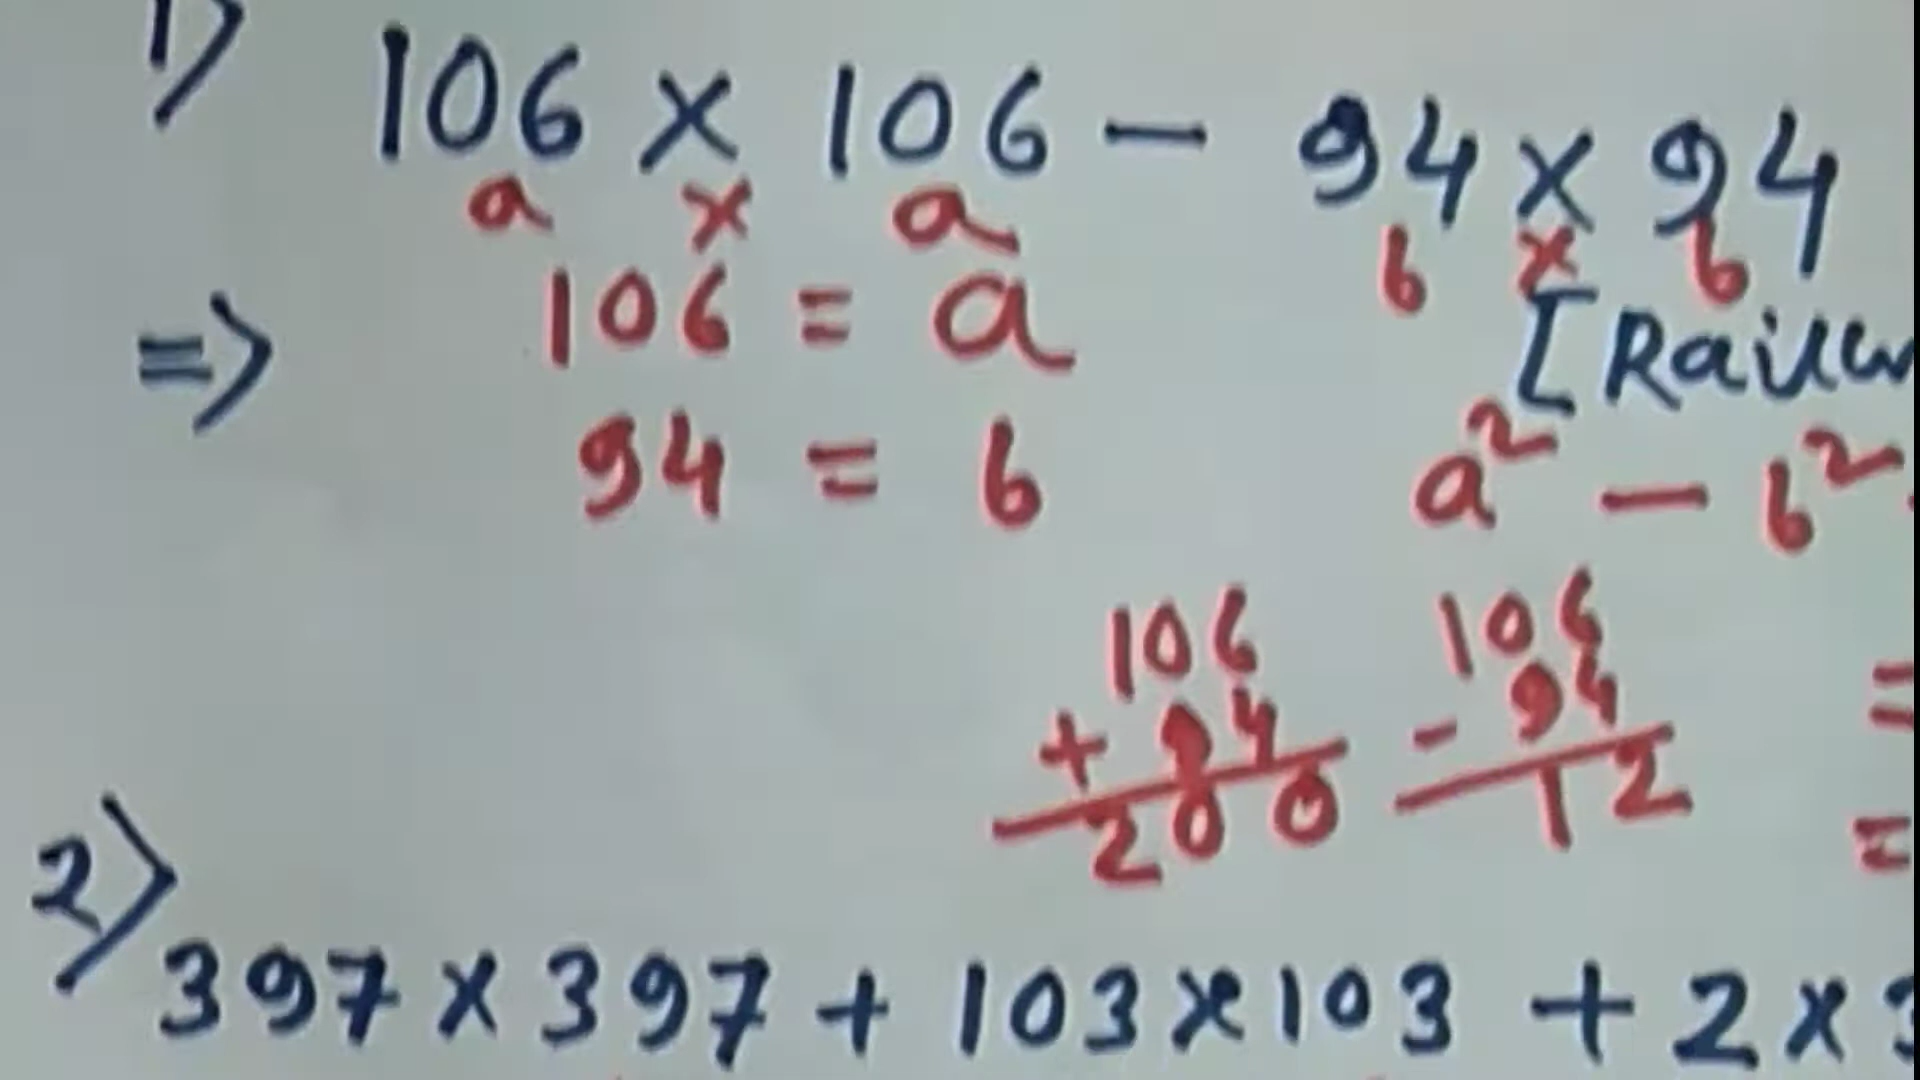 1) 106 × 106 - 94 × 94
a × a b × b
=> 106 = a [Railw
94 = b a² - b²
106 106 =
+ 94 - 94
200 12 =
2) 397 × 397 + 103 × 103 + 2 × 3